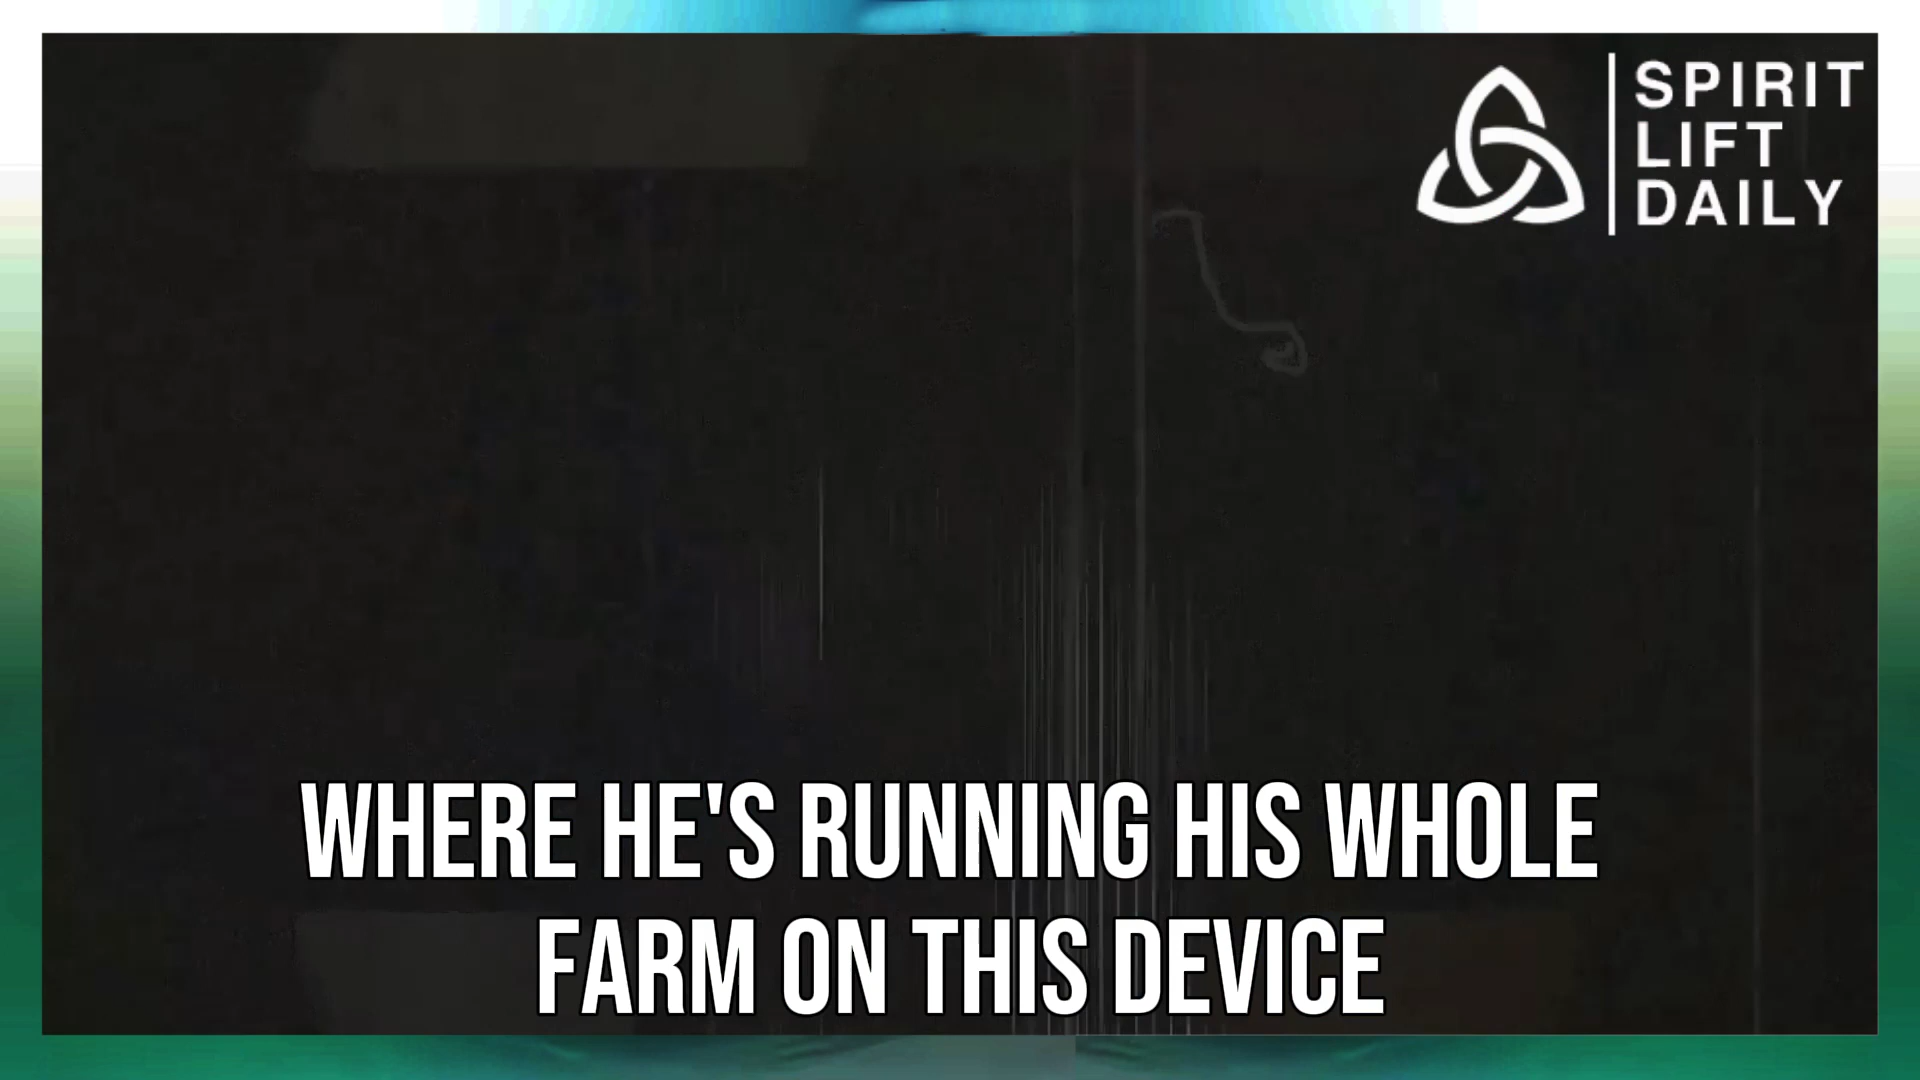 SPIRIT
LIFT
DAILY
WHERE HE'S RUNNING HIS WHOLE
FARM ON THIS DEVICE